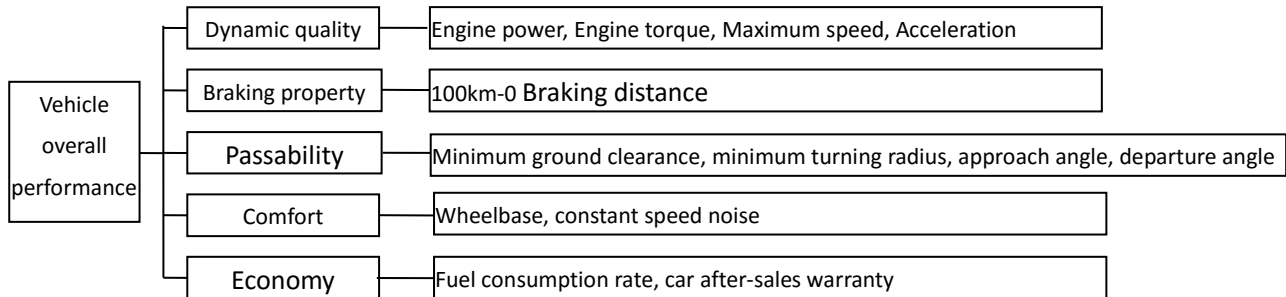 Dynamic quality
Engine power, Engine torque, Maximum speed, Acceleration
Vehicle
overall
performance
Braking property
100km-0 Braking distance
Passability
Minimum ground clearance, minimum turning radius, approach angle, departure angle
Comfort
Wheelbase, constant speed noise
Economy
Fuel consumption rate, car after-sales warranty